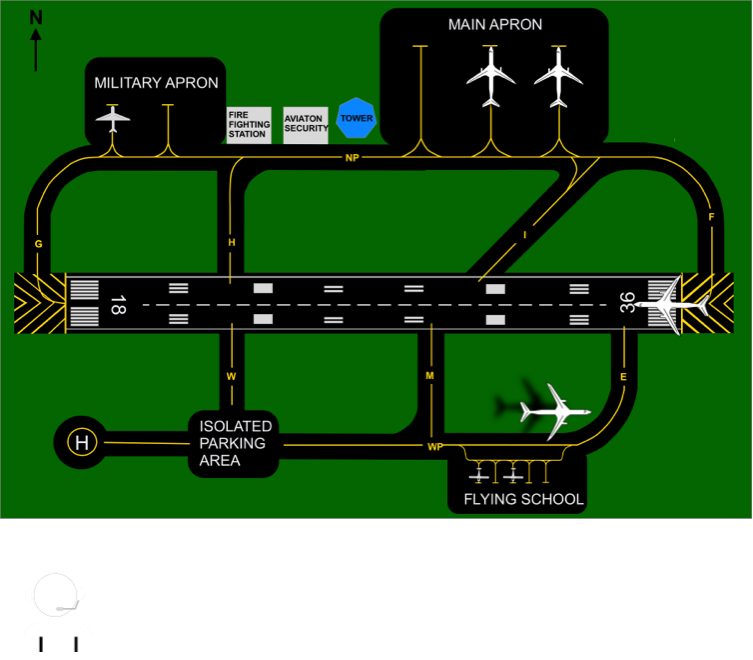 N
MAIN APRON
MILITARY APRON
FIRE
FIGHTING
STATION
AVIATON
SECURITY
TOWER
NP
G
H
I
F
18
36
W
M
E
H
ISOLATED
PARKING
AREA
WP
FLYING SCHOOL